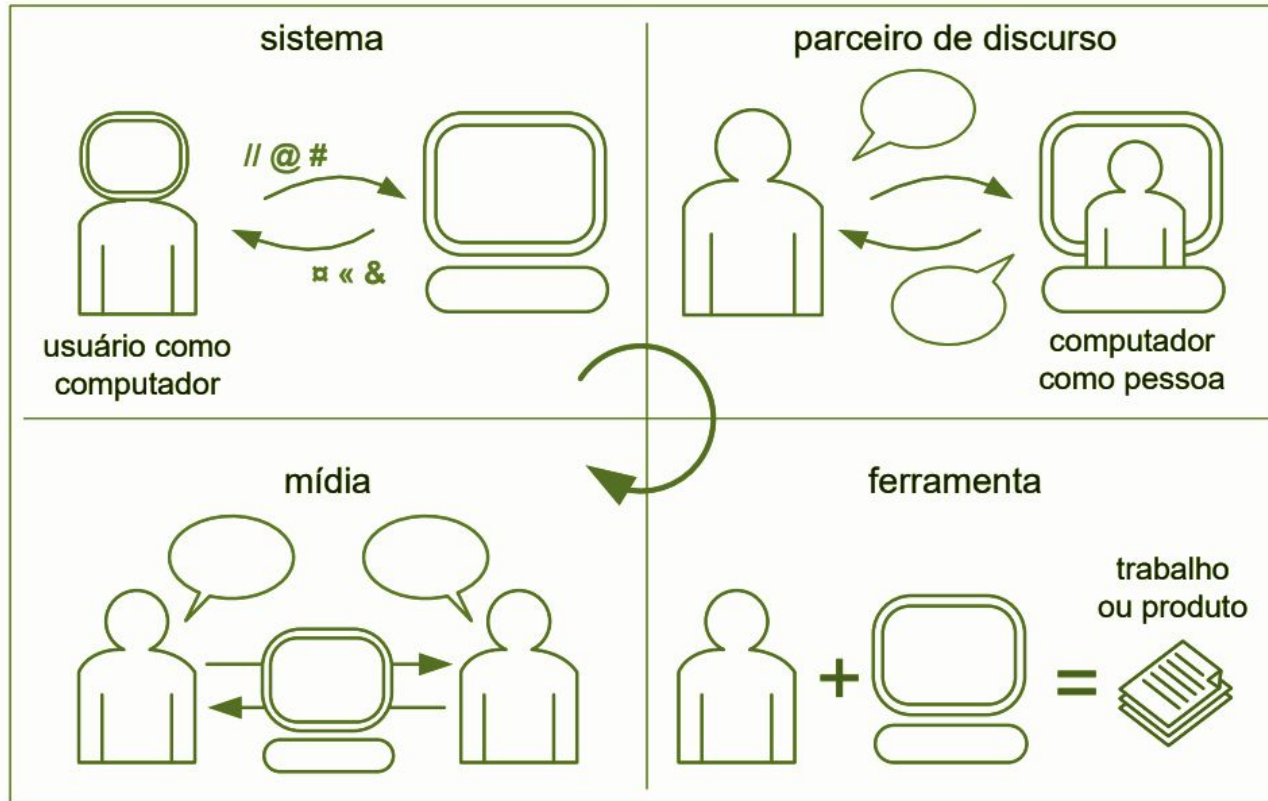 sistema
// @ #
¤ « &
usuário como
computador
parceiro de discurso
computador
como pessoa
mídia
ferramenta
+
=
trabalho
ou produto